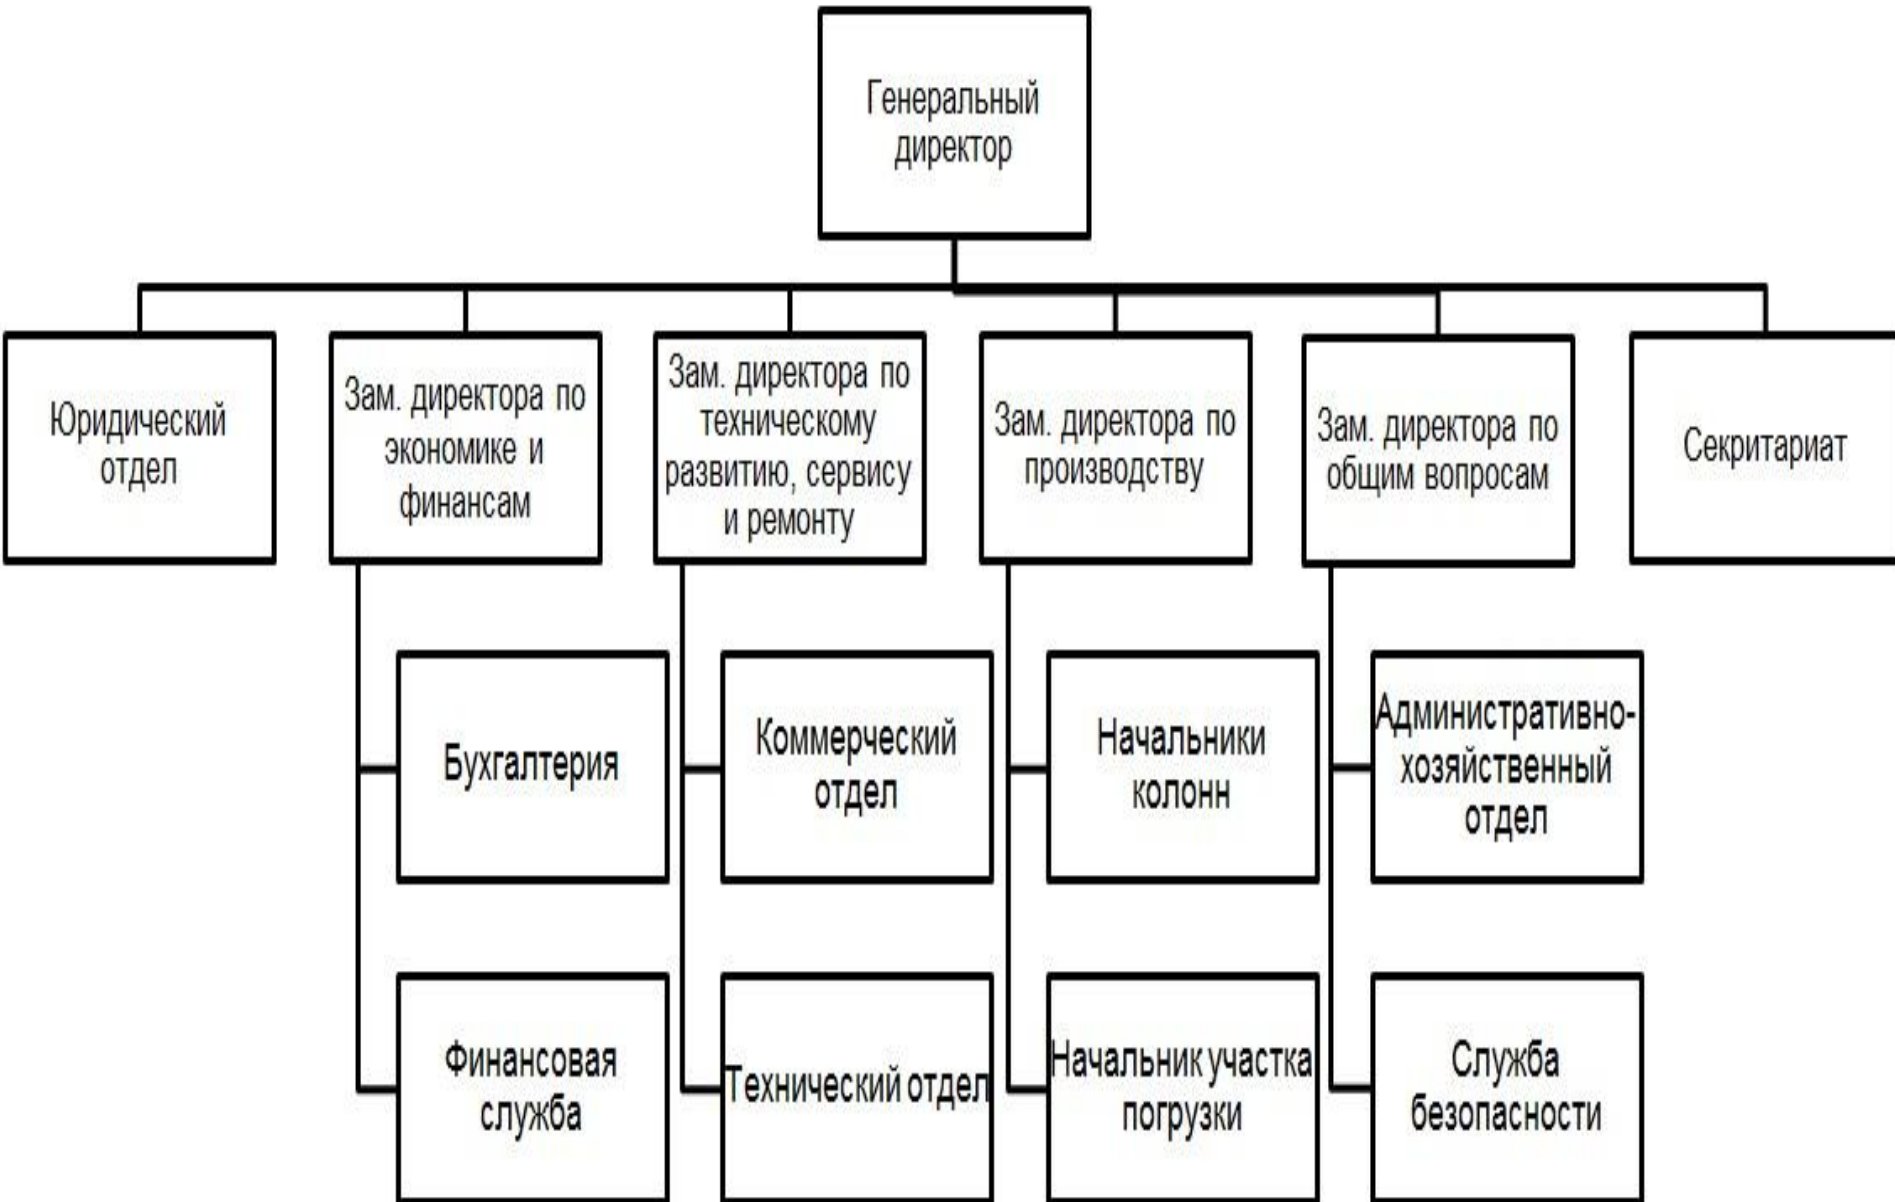 Генеральный
директор
Юридический
отдел
Зам. директора по
экономике и
финансам
Зам. директора по
техническому
развитию, сервису
и ремонту
Зам. директора по
производству
Зам. директора по
общим вопросам
Секритариат
Бухгалтерия
Коммерческий
отдел
Начальники
колонн
Административно-
хозяйственный
отдел
Финансовая
служба
Технический отдел
Начальник участка
погрузки
Служба
безопасности